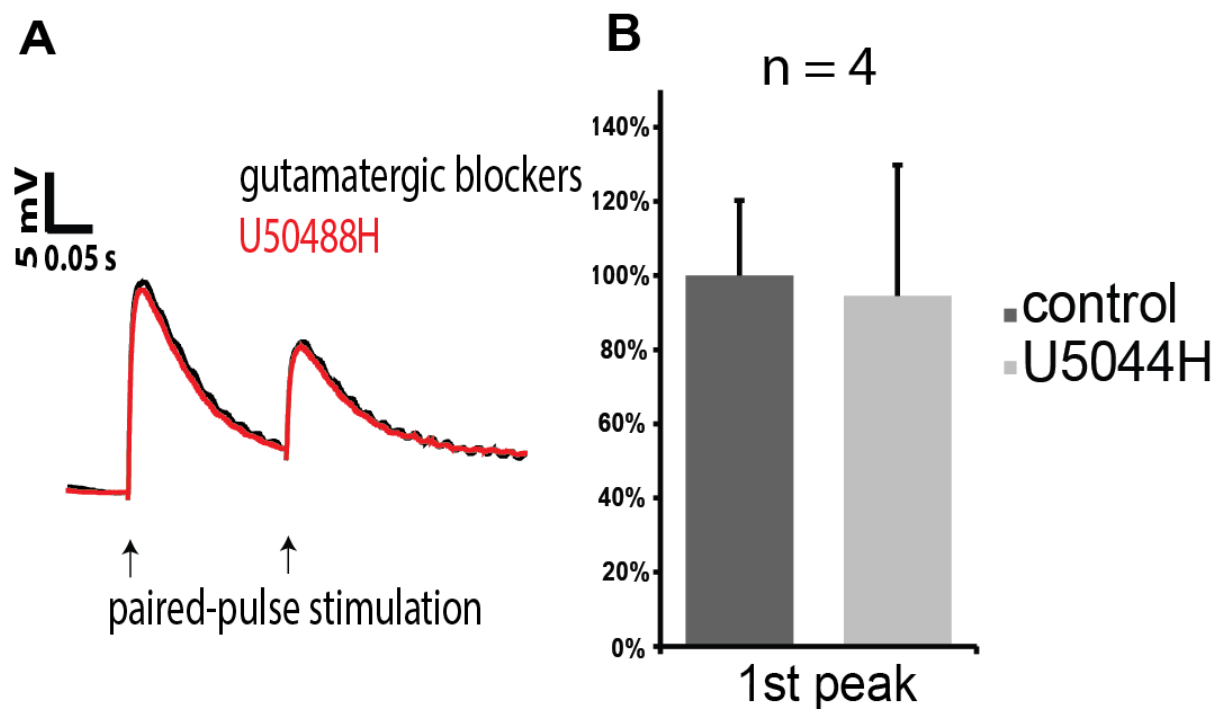 A
gutamatergic blockers
U50488H
5 mV
0.05 s
paired-pulse stimulation
B
n = 4
140%
120%
100%
80%
60%
40%
20%
0%
1st peak
control
U5044H